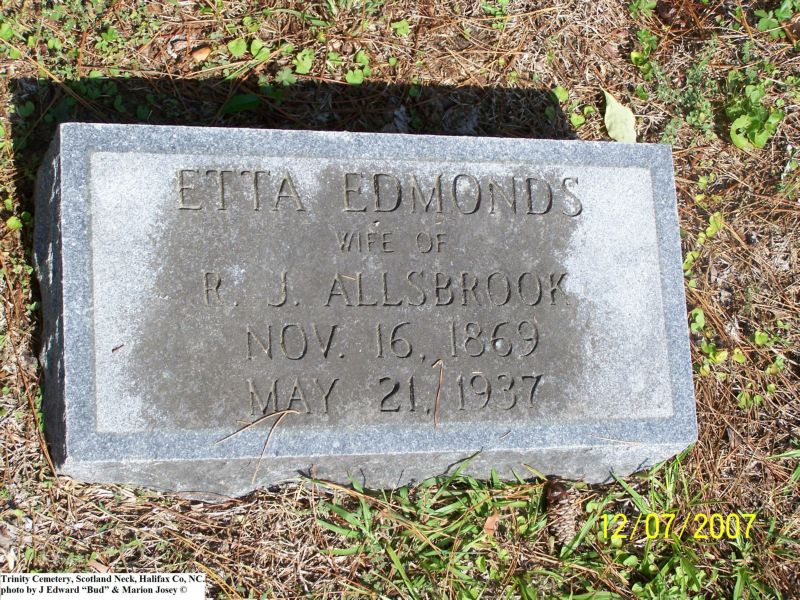 ETTA EDMONDS
WIFE OF
R. J. ALLSBROOK
NOV. 16, 1869
MAY 21, 1937
12/07/2007
Trinity Cemetery, Scotland Neck, Halifax Co, NC.
photo by J Edward “Bud” & Marion Josey ©